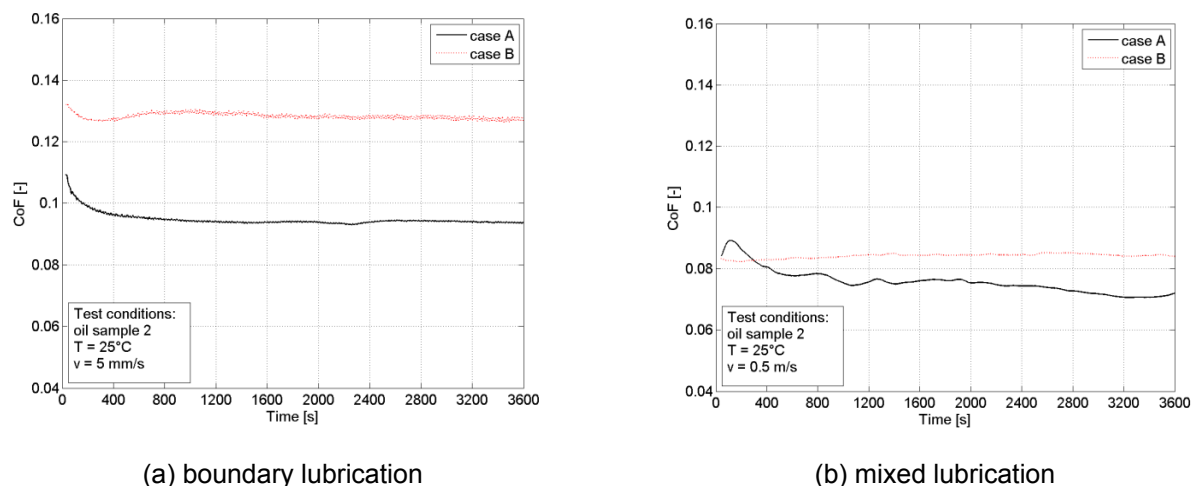 0.16
0.14
0.12
0.1
0.08
0.06
0.04
CoF [-]
case A
case B
Test conditions:
oil sample 2
T = 25°C
v = 5 mm/s
0 400 800 1200 1600 2000 2400 2800 3200 3600
Time [s]
(a) boundary lubrication
0.16
0.14
0.12
0.1
0.08
0.06
0.04
CoF [-]
case A
case B
Test conditions:
oil sample 2
T = 25°C
v = 0.5 m/s
0 400 800 1200 1600 2000 2400 2800 3200 3600
Time [s]
(b) mixed lubrication